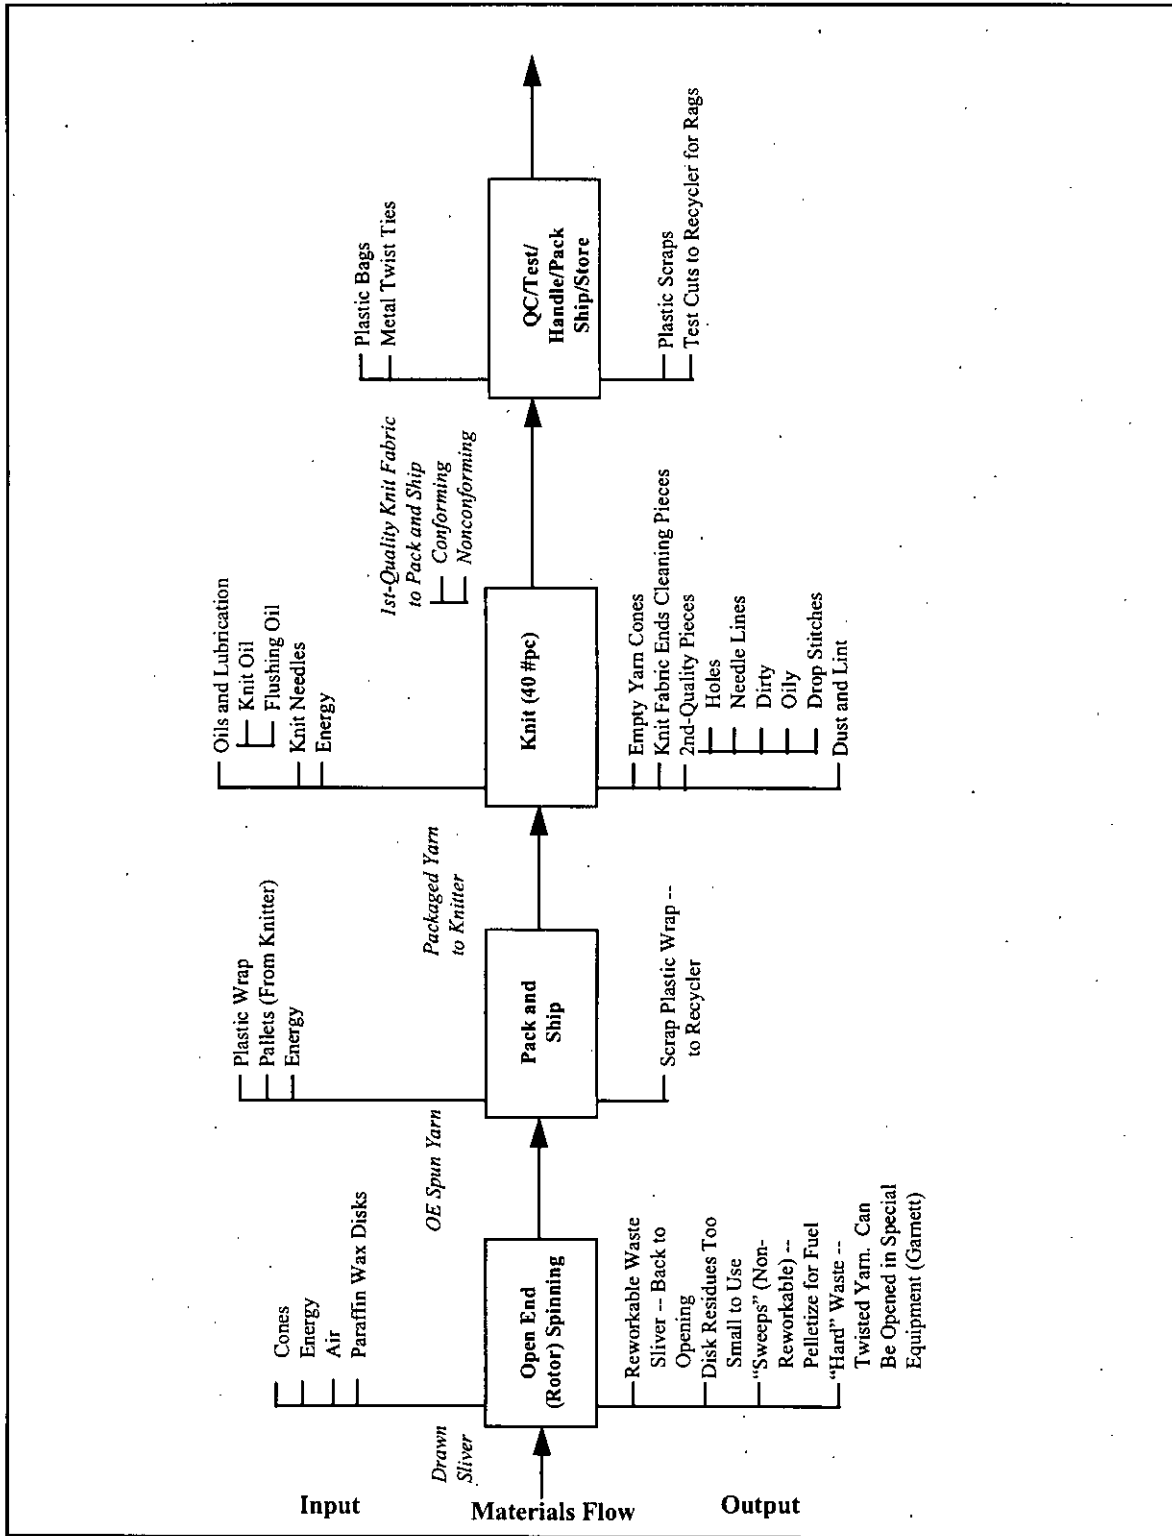 Input
Materials Flow
Output
Drawn
Sliver
Cones
Energy
Air
Paraffin Wax Disks
Open End
(Rotor) Spinning
Reworkable Waste
Sliver -- Back to
Opening
Disk Residues Too
Small to Use
"Sweeps" (Non-
Reworkable) --
Pelletize for Fuel
"Hard" Waste --
Twisted Yarn. Can
Be Opened in Special
Equipment (Garnett)
OE Spun Yarn
Plastic Wrap
Pallets (From Knitter)
Energy
Pack and
Ship
Scrap Plastic Wrap --
to Recycler
Packaged Yarn
to Knitter
Oils and Lubrication
Knit Oil
Flushing Oil
Knit Needles
Energy
Knit (40 #pc)
Empty Yarn Cones
Knit Fabric Ends Cleaning Pieces
2nd-Quality Pieces
Holes
Needle Lines
Dirty
Oily
Drop Stitches
Dust and Lint
1st-Quality Knit Fabric
to Pack and Ship
Conforming
Nonconforming
Plastic Bags
Metal Twist Ties
QC/Test/
Handle/Pack
Ship/Store
Plastic Scraps
Test Cuts to Recycler for Rags